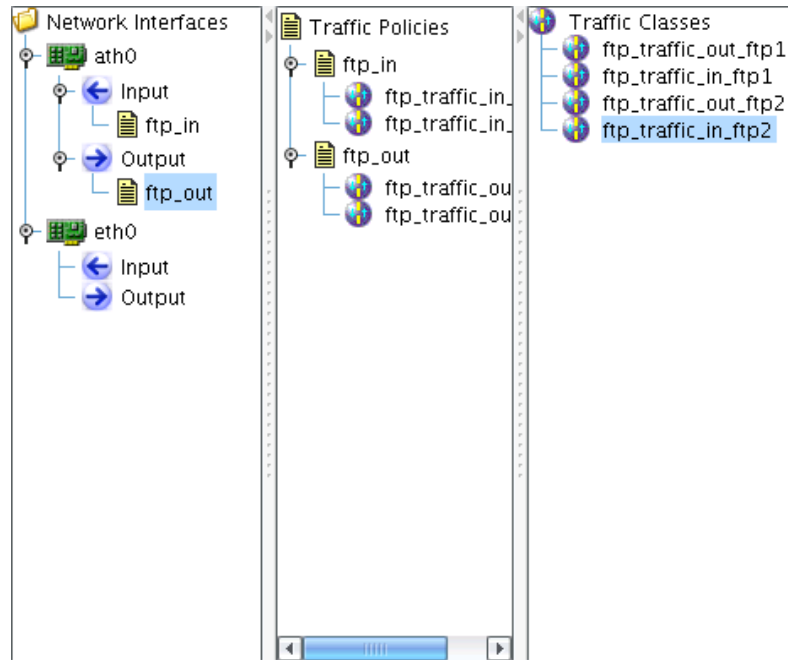 Network Interfaces
ath0
Input
ftp_in
Output
ftp_out
eth0
Input
Output
Traffic Policies
ftp_in
ftp_traffic_in_
ftp_traffic_in_
ftp_out
ftp_traffic_ou
ftp_traffic_ou
Traffic Classes
ftp_traffic_out_ftp1
ftp_traffic_in_ftp1
ftp_traffic_out_ftp2
ftp_traffic_in_ftp2